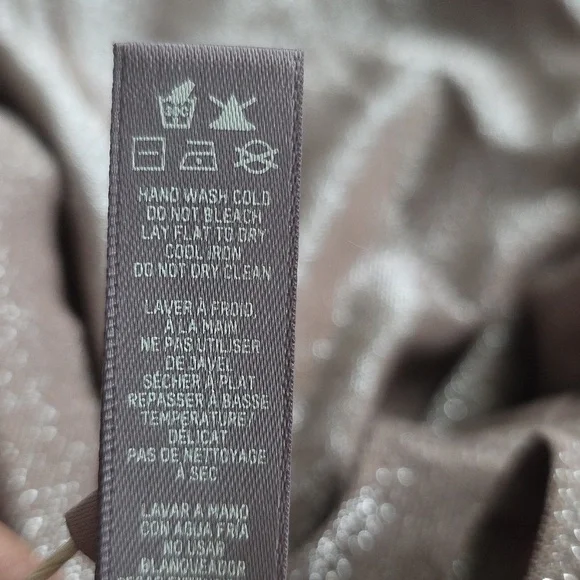 HAND WASH COLD
DO NOT BLEACH
LAY FLAT TO DRY
COOL IRON
DO NOT DRY CLEAN
LAVER À FROID,
À LA MAIN
NE PAS UTILISER
DE JAVEL
SÉCHER À PLAT
REPASSER À BASSE
TEMPÉRATURE/
DÉLICAT
PAS DE NETTOYAGE
À SEC
LAVAR A MANO
CON AGUA FRÍA
NO USAR
BLANQUEADOR